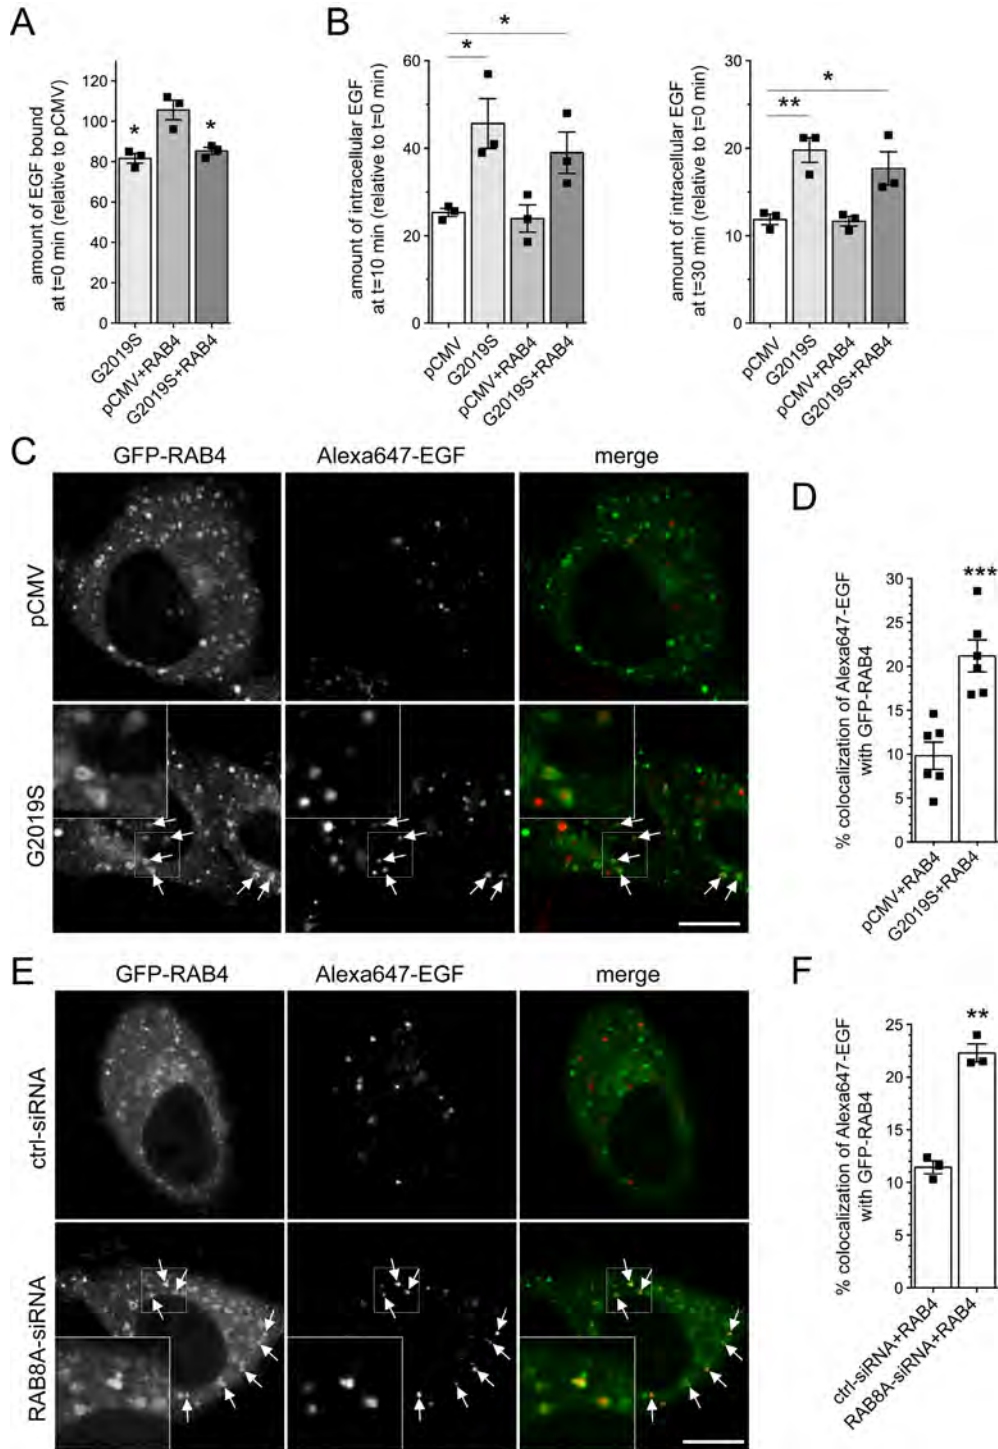 A
amount of EGF bound
at t=0 min (relative to pCMV)
120
100
80
60
40
20
0
*
*
G2019S
pCMV+RAB4
G2019S+RAB4
B
amount of intracellular EGF
at t=10 min (relative to t=0 min)
60
40
20
0
*
*
pCMV
G2019S
pCMV+RAB4
G2019S+RAB4
amount of intracellular EGF
at t=30 min (relative to t=0 min)
30
20
10
0
*
**
pCMV
G2019S
pCMV+RAB4
G2019S+RAB4
C
GFP-RAB4
Alexa647-EGF
merge
pCMV
G2019S
D
% colocalization of Alexa647-EGF
with GFP-RAB4
30
25
20
15
10
5
0
***
pCMV+RAB4
G2019S+RAB4
E
GFP-RAB4
Alexa647-EGF
merge
ctrl-siRNA
RAB8A-siRNA
F
% colocalization of Alexa647-EGF
with GFP-RAB4
25
20
15
10
5
0
**
ctrl-siRNA+RAB4
RAB8A-siRNA+RAB4